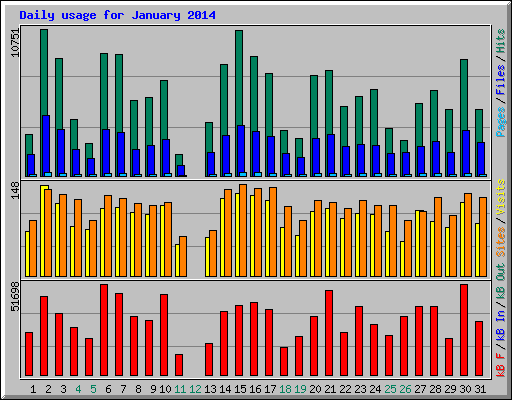 Daily usage for January 2014
10751
Pages / Files / Hits
148
Sites / Visits
51698
kB F / kB In / kB Out
1 2 3 4 5 6 7 8 9 10 11 12 13 14 15 16 17 18 19 20 21 22 23 24 25 26 27 28 29 30 31